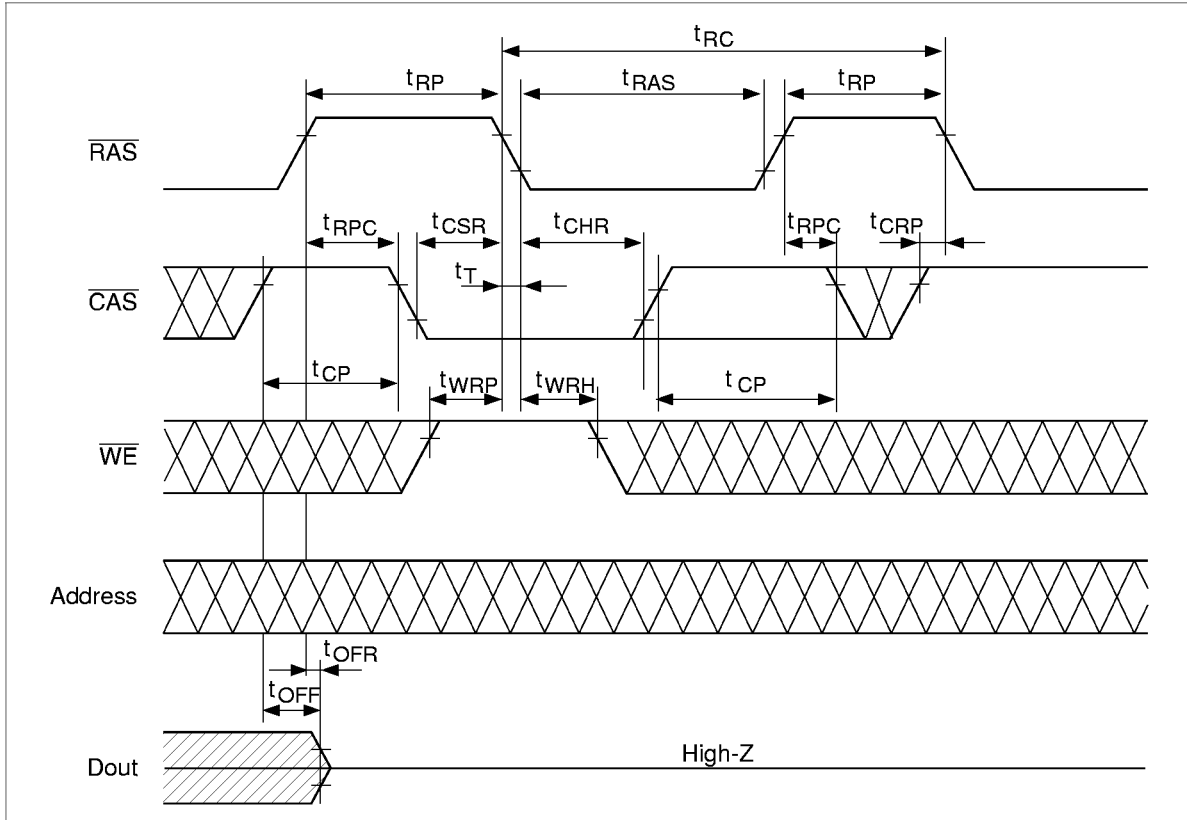 tRC
tRP
tRAS
tRP
RAS
tRPC
tCSR
tCHR
tRPC
tCRP
tT
CAS
tCP
tWRP
tWRH
tCP
WE
Address
tOFR
tOFF
High-Z
Dout